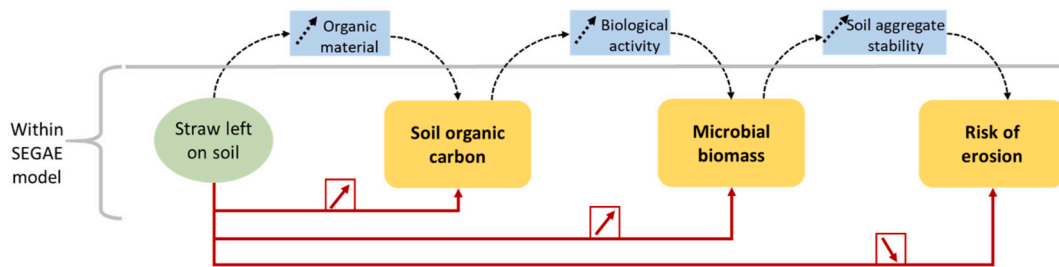 Organic
material
Biological
activity
Soil aggregate
stability
Within
SEGAE
model
Straw left
on soil
Soil organic
carbon
Microbial
biomass
Risk of
erosion